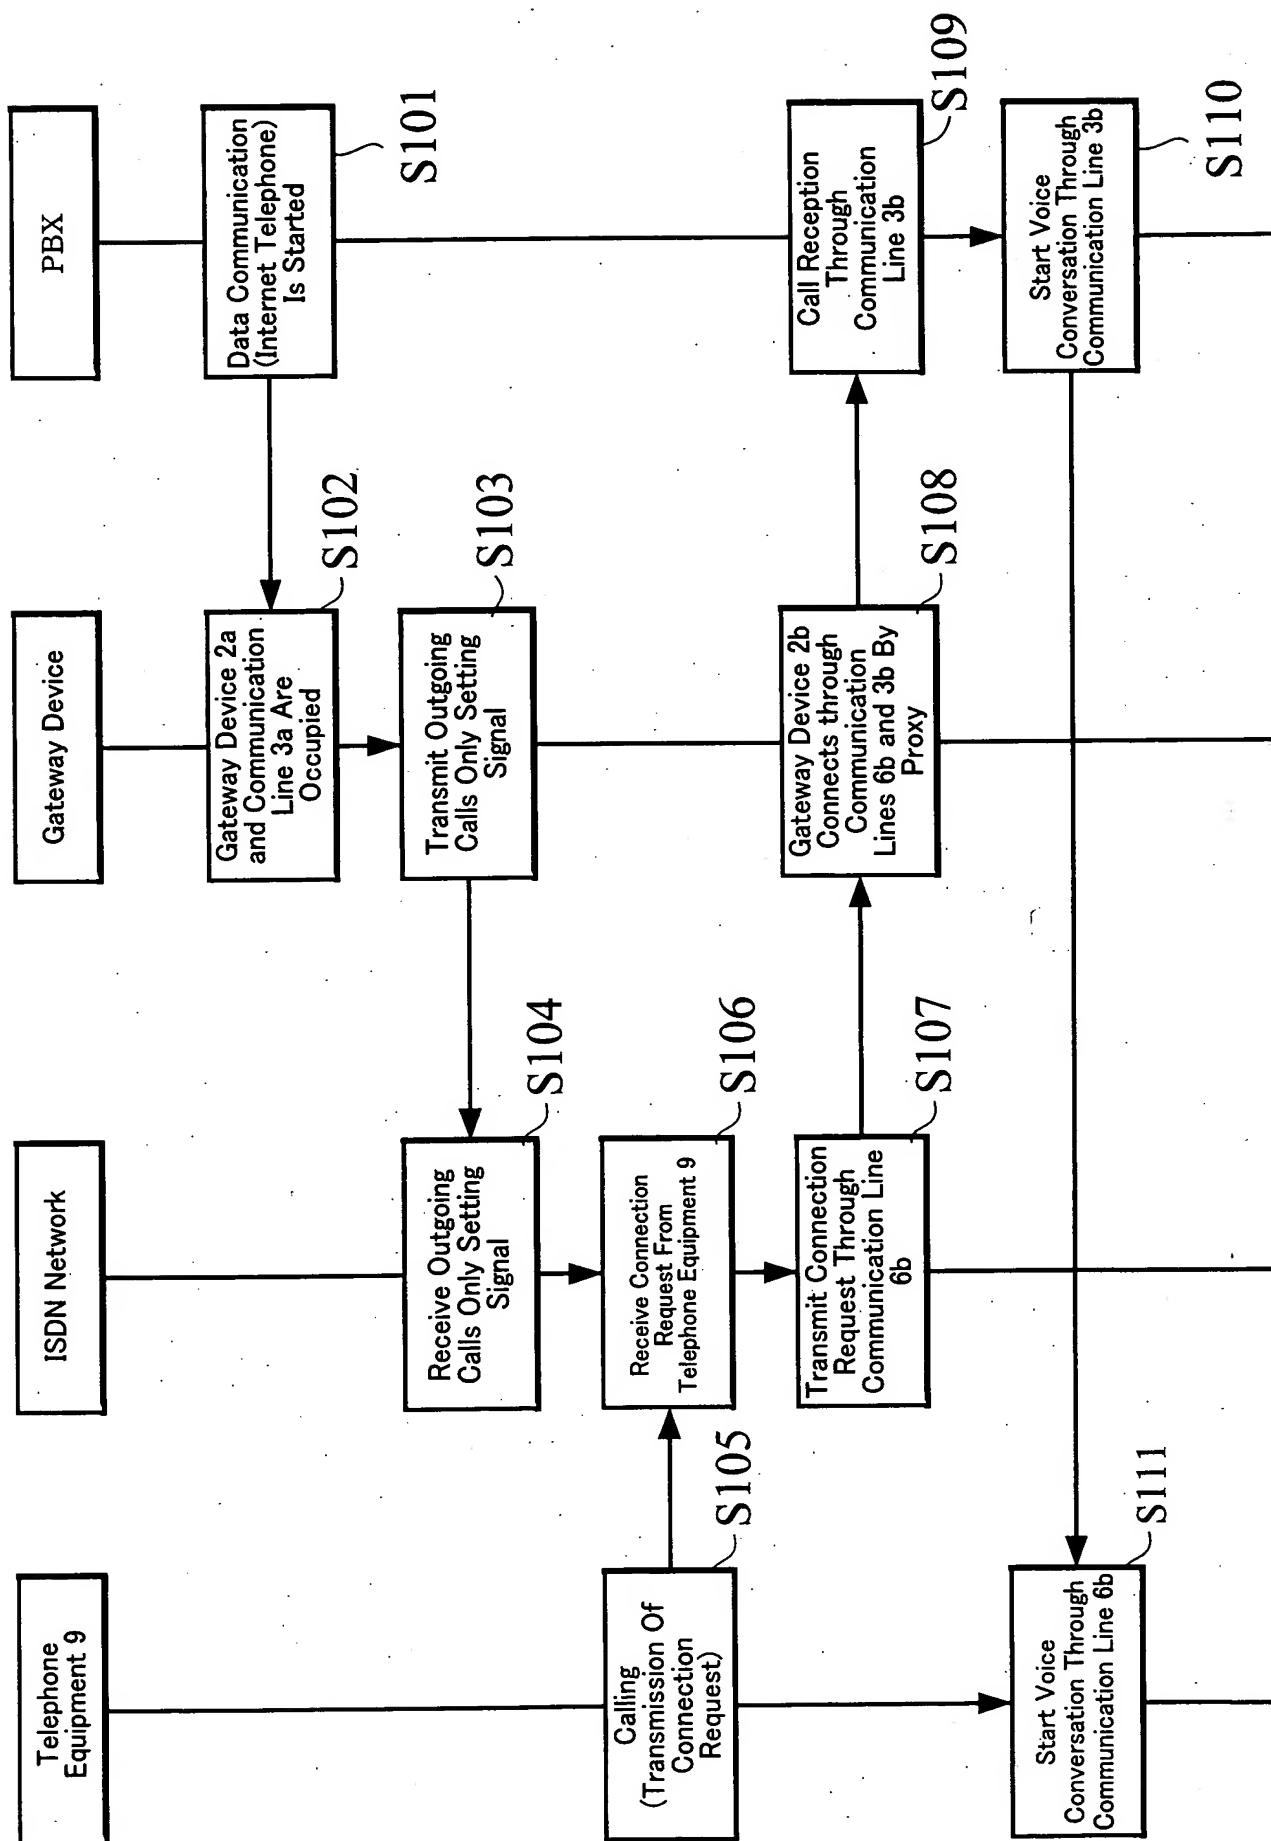 Telephone
Equipment 9
ISDN Network
Gateway Device
PBX
Data Communication
(Internet Telephone)
Is Started
S101
Gateway Device 2a
and Communication
Line 3a Are
Occupied
S102
Transmit Outgoing
Calls Only Setting
Signal
S103
Receive Outgoing
Calls Only Setting
Signal
S104
Calling
(Transmission Of
Connection
Request)
S105
Receive Connection
Request From
Telephone Equipment 9
S106
Transmit Connection
Request Through
Communication Line
6b
S107
Gateway Device 2b
Connects through
Communication
Lines 6b and 3b By
Proxy
S108
Call Reception
Through
Communication
Line 3b
S109
Start Voice
Conversation Through
Communication Line 3b
S110
Start Voice
Conversation Through
Communication Line 6b
S111